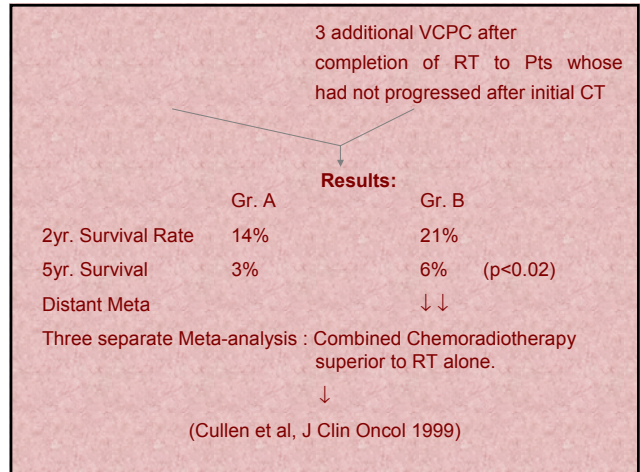 3 additional VCPC after
completion of RT to Pts whose
had not progressed after initial CT
Results:
Gr. A Gr. B
2yr. Survival Rate 14% 21%
5yr. Survival 3% 6% (p<0.02)
Distant Meta ↓↓
Three separate Meta-analysis : Combined Chemoradiotherapy
superior to RT alone.
↓
(Cullen et al, J Clin Oncol 1999)